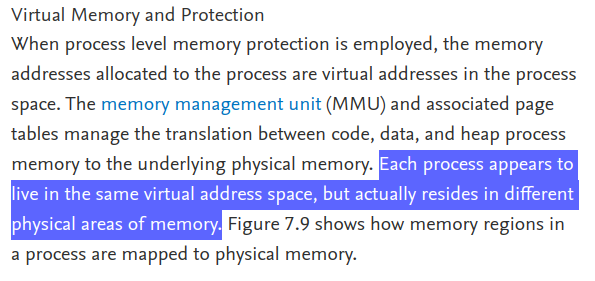 Virtual Memory and Protection
When process level memory protection is employed, the memory
addresses allocated to the process are virtual addresses in the process
space. The memory management unit (MMU) and associated page
tables manage the translation between code, data, and heap process
memory to the underlying physical memory. Each process appears to
live in the same virtual address space, but actually resides in different
physical areas of memory. Figure 7.9 shows how memory regions in
a process are mapped to physical memory.